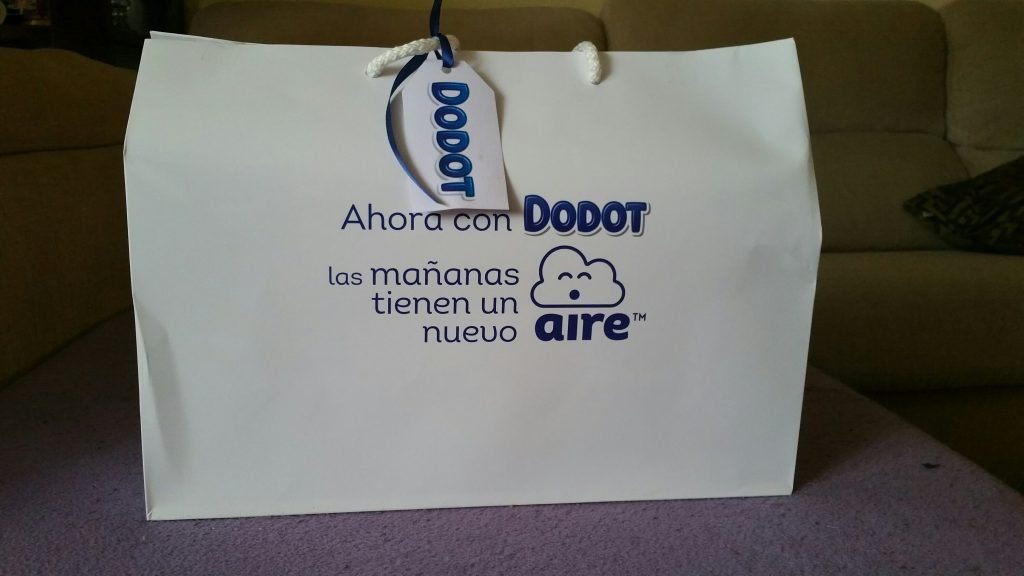 DODOT
Ahora con DODOT
las mañanas
tienen un
nuevo aire™